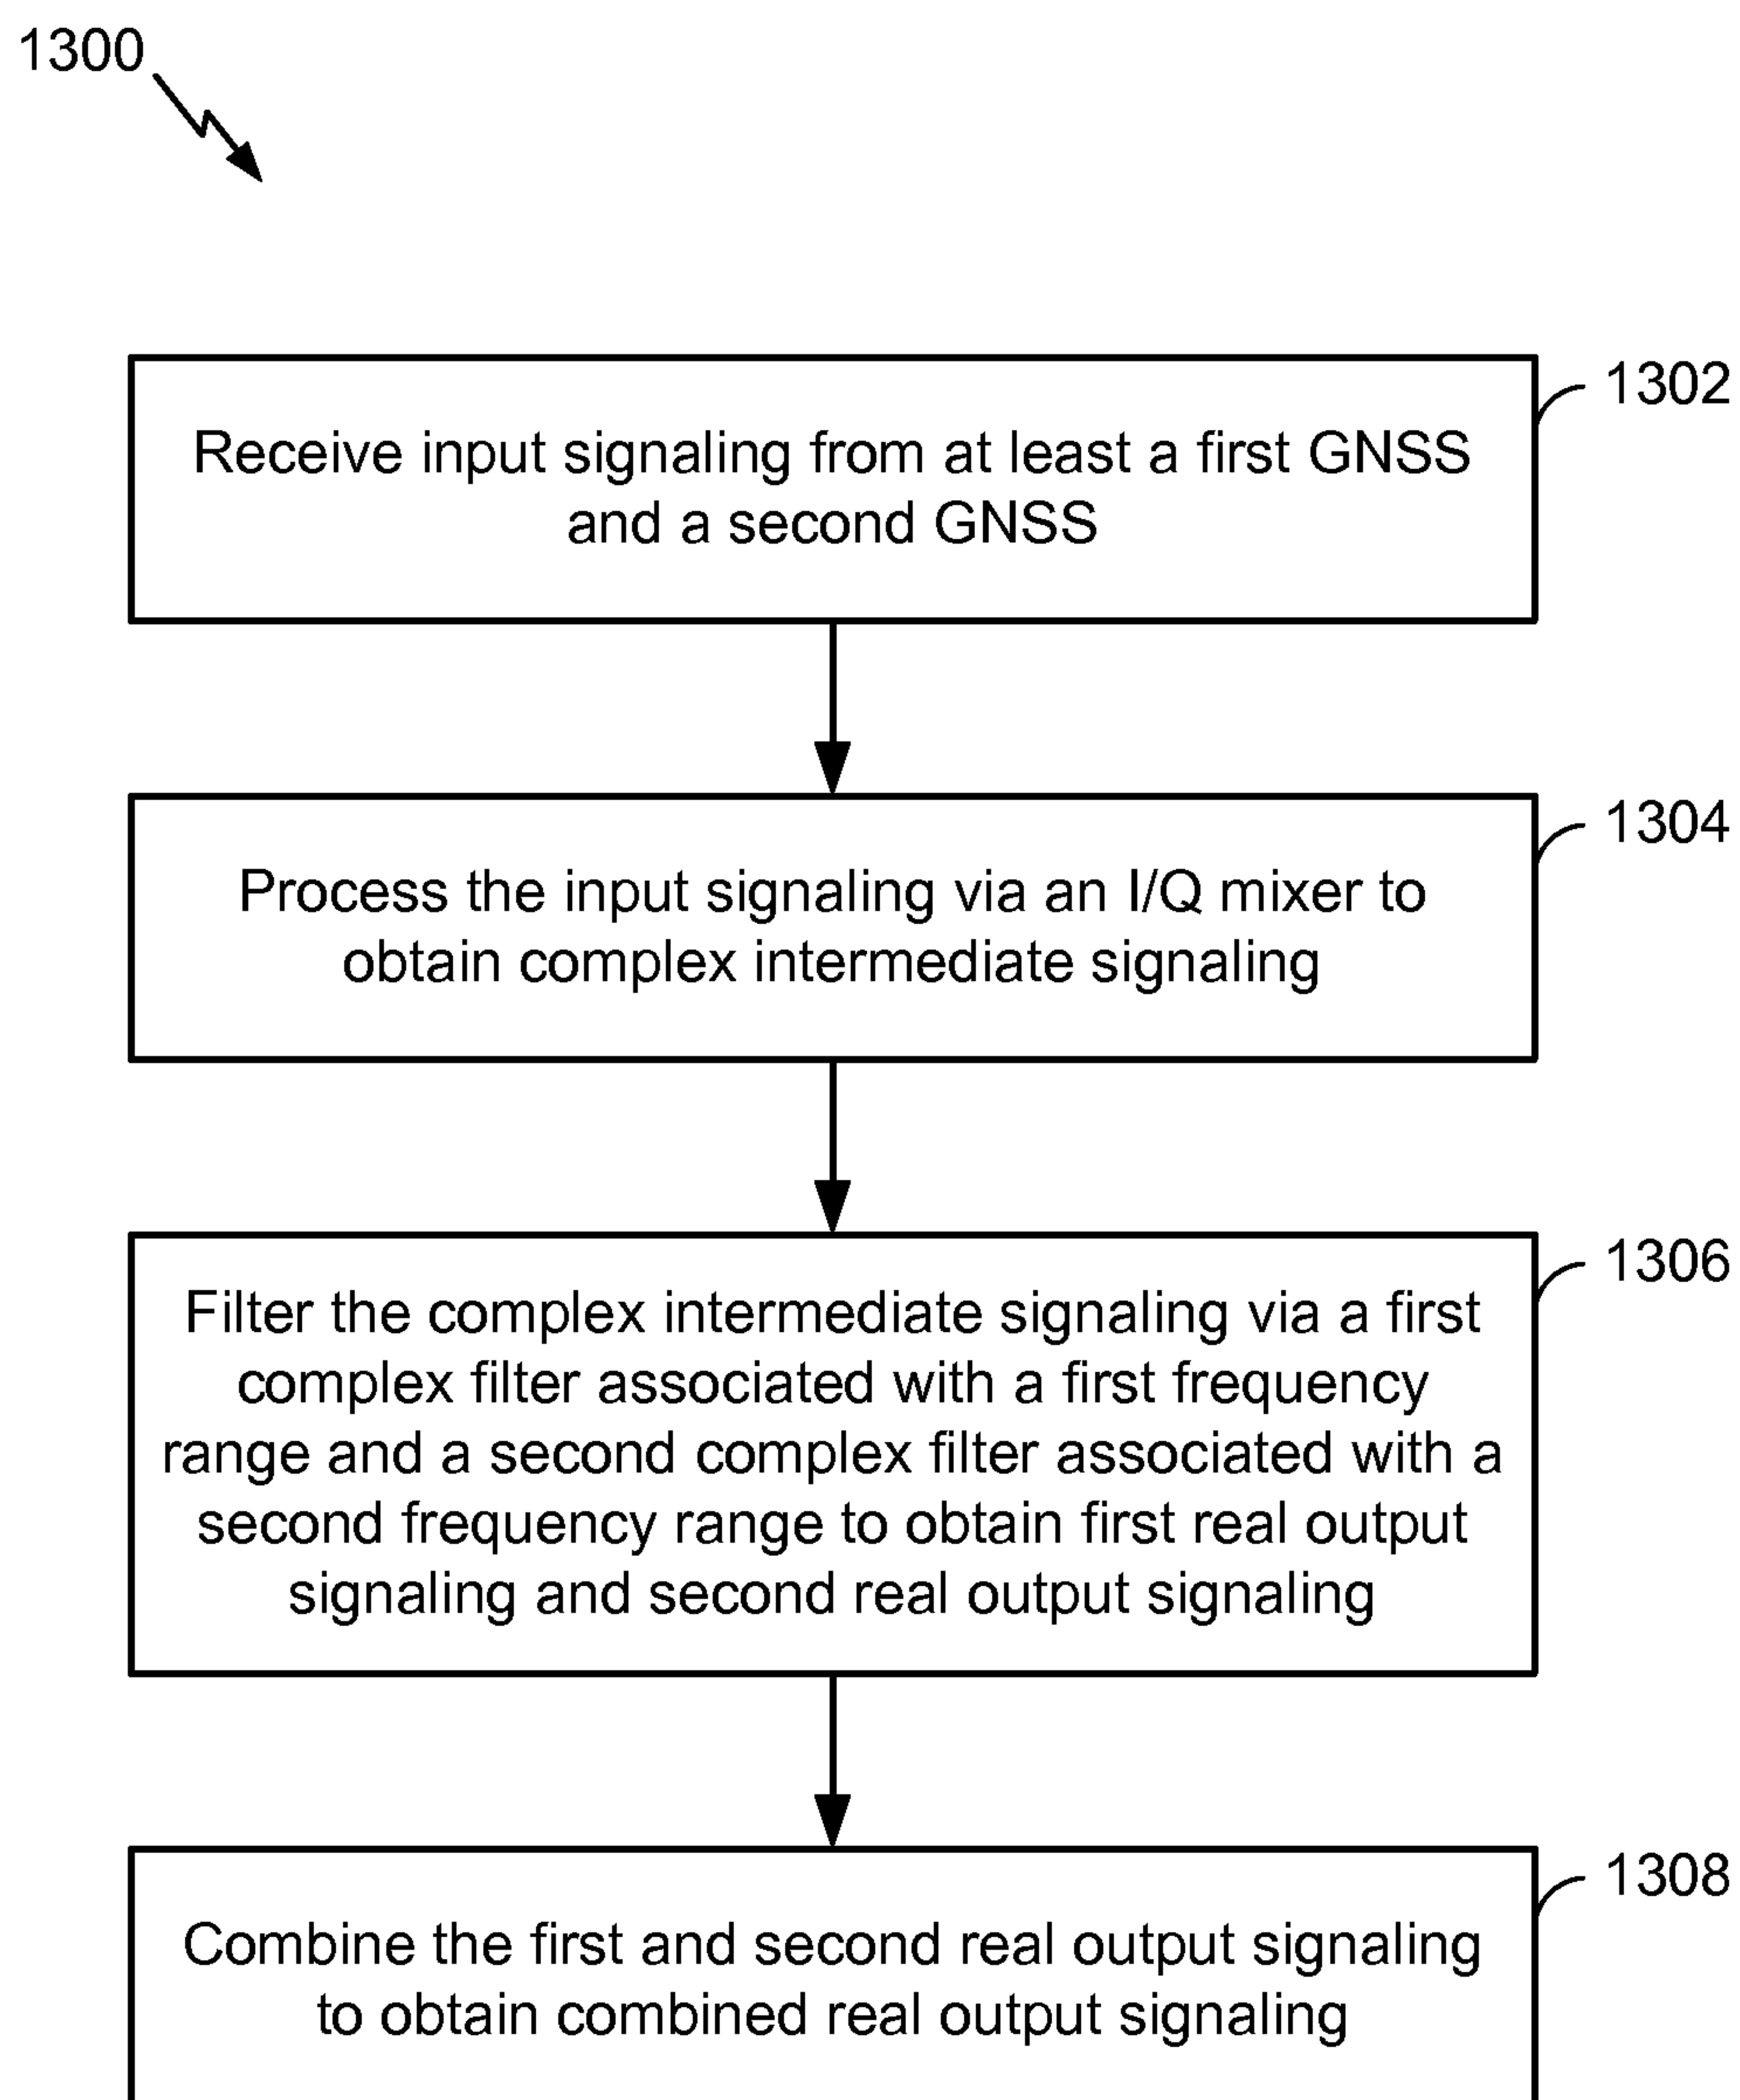 1300
1302
Receive input signaling from at least a first GNSS
and a second GNSS
1304
Process the input signaling via an I/Q mixer to
obtain complex intermediate signaling
1306
Filter the complex intermediate signaling via a first
complex filter associated with a first frequency
range and a second complex filter associated with a
second frequency range to obtain first real output
signaling and second real output signaling
1308
Combine the first and second real output signaling
to obtain combined real output signaling